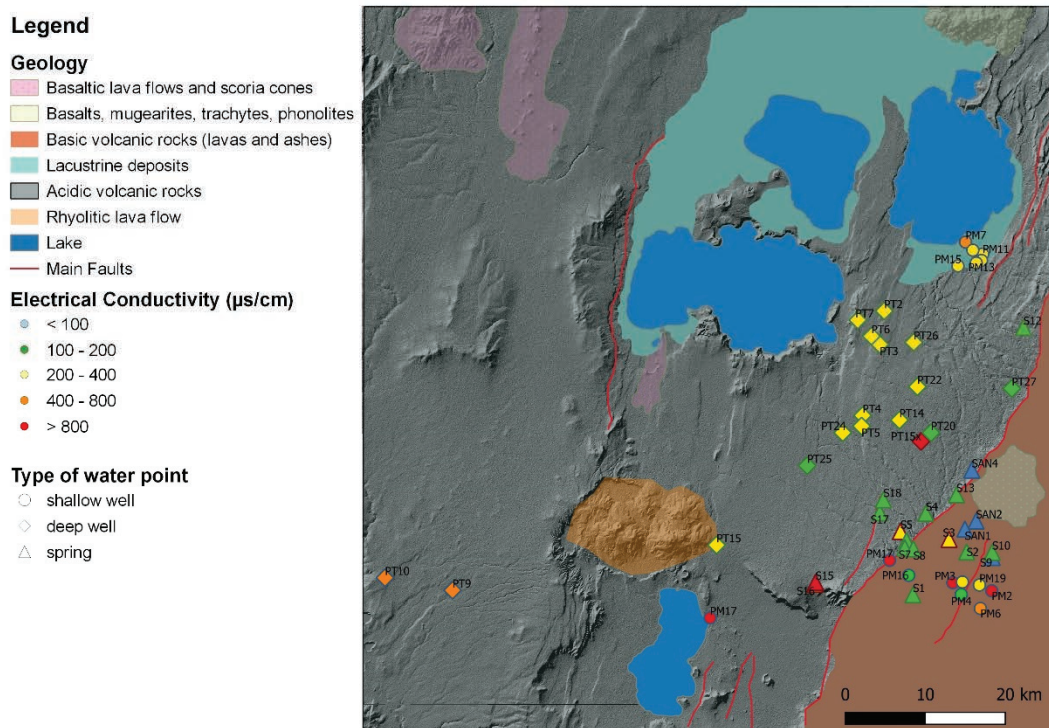 Legend
Geology
Basaltic lava flows and scoria cones
Basalts, mugearites, trachytes, phonolites
Basic volcanic rocks (lavas and ashes)
Lacustrine deposits
Acidic volcanic rocks
Rhyolitic lava flow
Lake
Main Faults
Electrical Conductivity (µs/cm)
< 100
100 - 200
200 - 400
400 - 800
> 800
Type of water point
shallow well
deep well
spring
PM7
PM11
PM15
PM13
PT2
PT7
S12
PT6
PT26
PT3
PT22
PT27
PT4
PT14
PT24
PT5
PT15x
PT20
PT25
SAN4
S13
S18
S17
S4
SAN2
S5
S3
SAN1
S7
S8
S2
S10
S9
PT15
PM17
PM16
PT10
PT9
S15
S16
PM3
PM19
S1
PM4
PM2
PM6
PM17
0 10 20 km